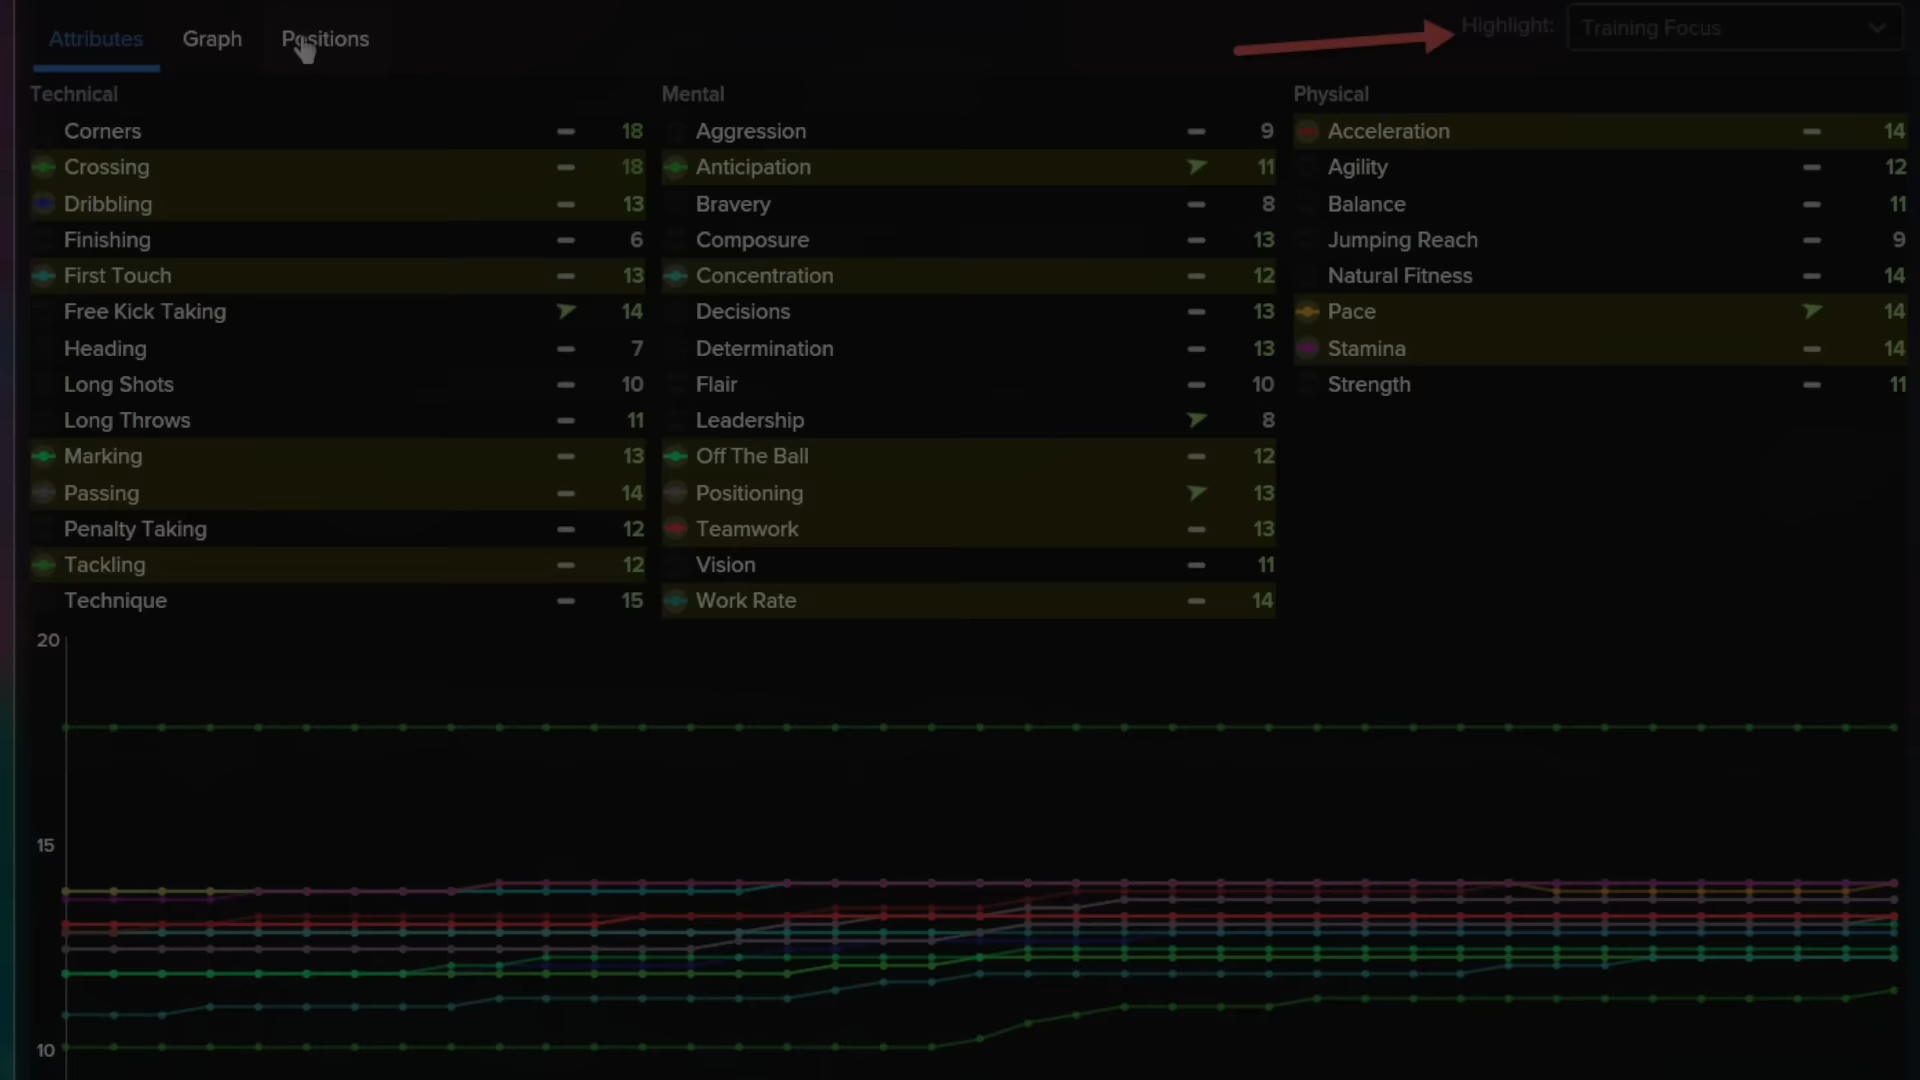 Attributes Graph Positions Highlight: Training Focus
Technical
Corners 18
Crossing 18
Dribbling 13
Finishing 6
First Touch 13
Free Kick Taking 14
Heading 7
Long Shots 10
Long Throws 11
Marking 13
Passing 14
Penalty Taking 12
Tackling 12
Technique 15
Mental
Aggression 9
Anticipation 11
Bravery 8
Composure 13
Concentration 12
Decisions 13
Determination 13
Flair 10
Leadership 8
Off The Ball 12
Positioning 13
Teamwork 13
Vision 11
Work Rate 14
Physical
Acceleration 14
Agility 12
Balance 11
Jumping Reach 9
Natural Fitness 14
Pace 14
Stamina 14
Strength 11
20
15
10